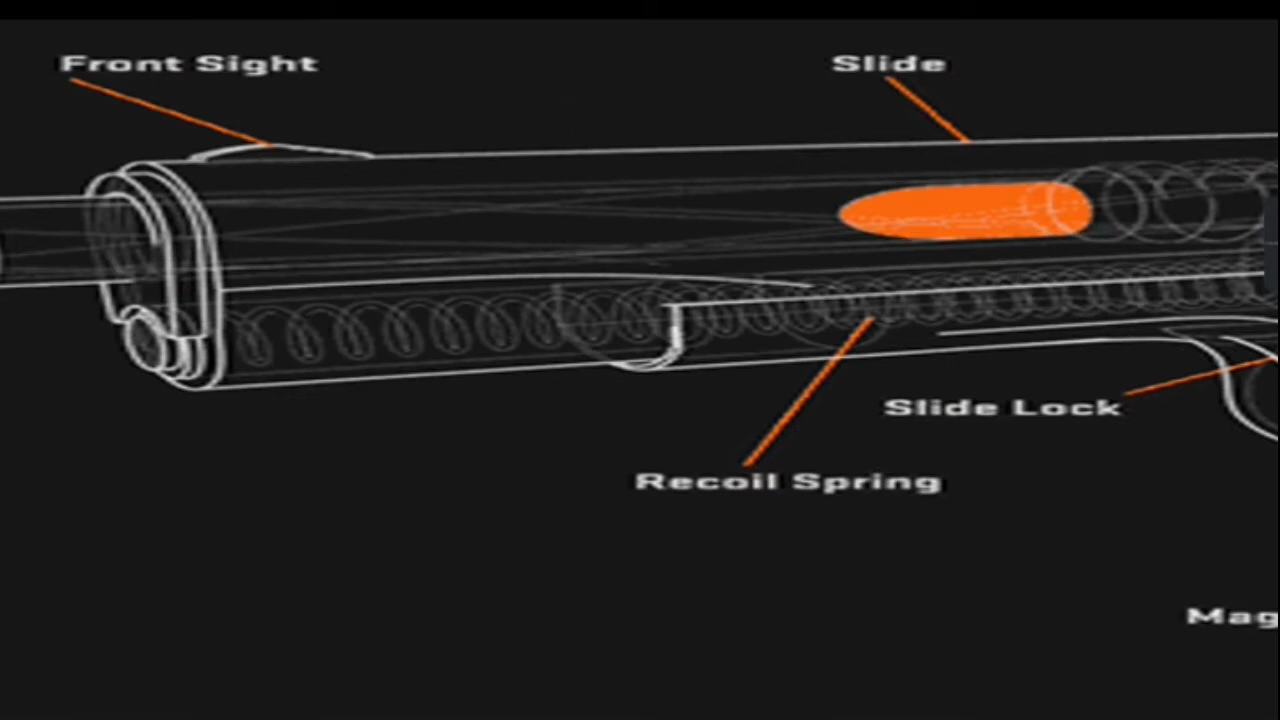 Front Sight
Slide
Slide Lock
Recoil Spring
Mag